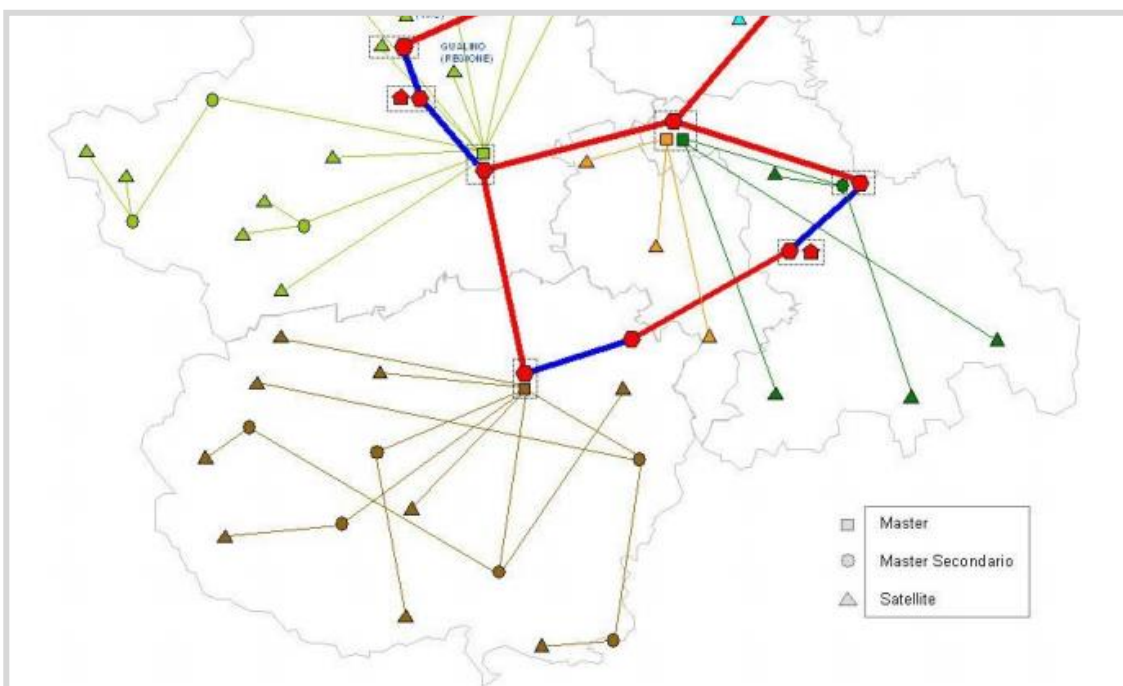 GUALINO
(REGIONE)
Master
Master Secondario
Satellite